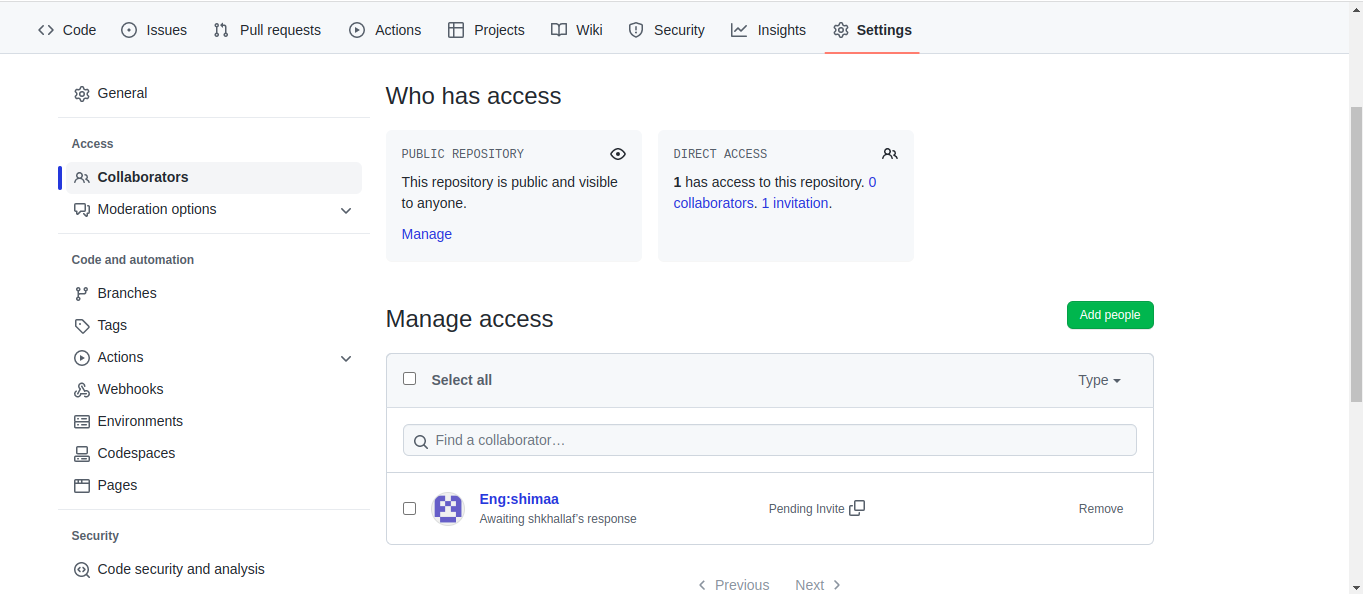 Code Issues Pull requests Actions Projects Wiki Security Insights Settings
General
Access
Collaborators
Moderation options
Code and automation
Branches
Tags
Actions
Webhooks
Environments
Codespaces
Pages
Security
Code security and analysis
Who has access
PUBLIC REPOSITORY
This repository is public and visible
to anyone.
Manage
DIRECT ACCESS
1 has access to this repository. 0
collaborators. 1 invitation.
Manage access
Add people
Select all
Type
Find a collaborator…
Eng:shimaa
Awaiting shkhallaf's response
Pending Invite
Remove
Previous Next